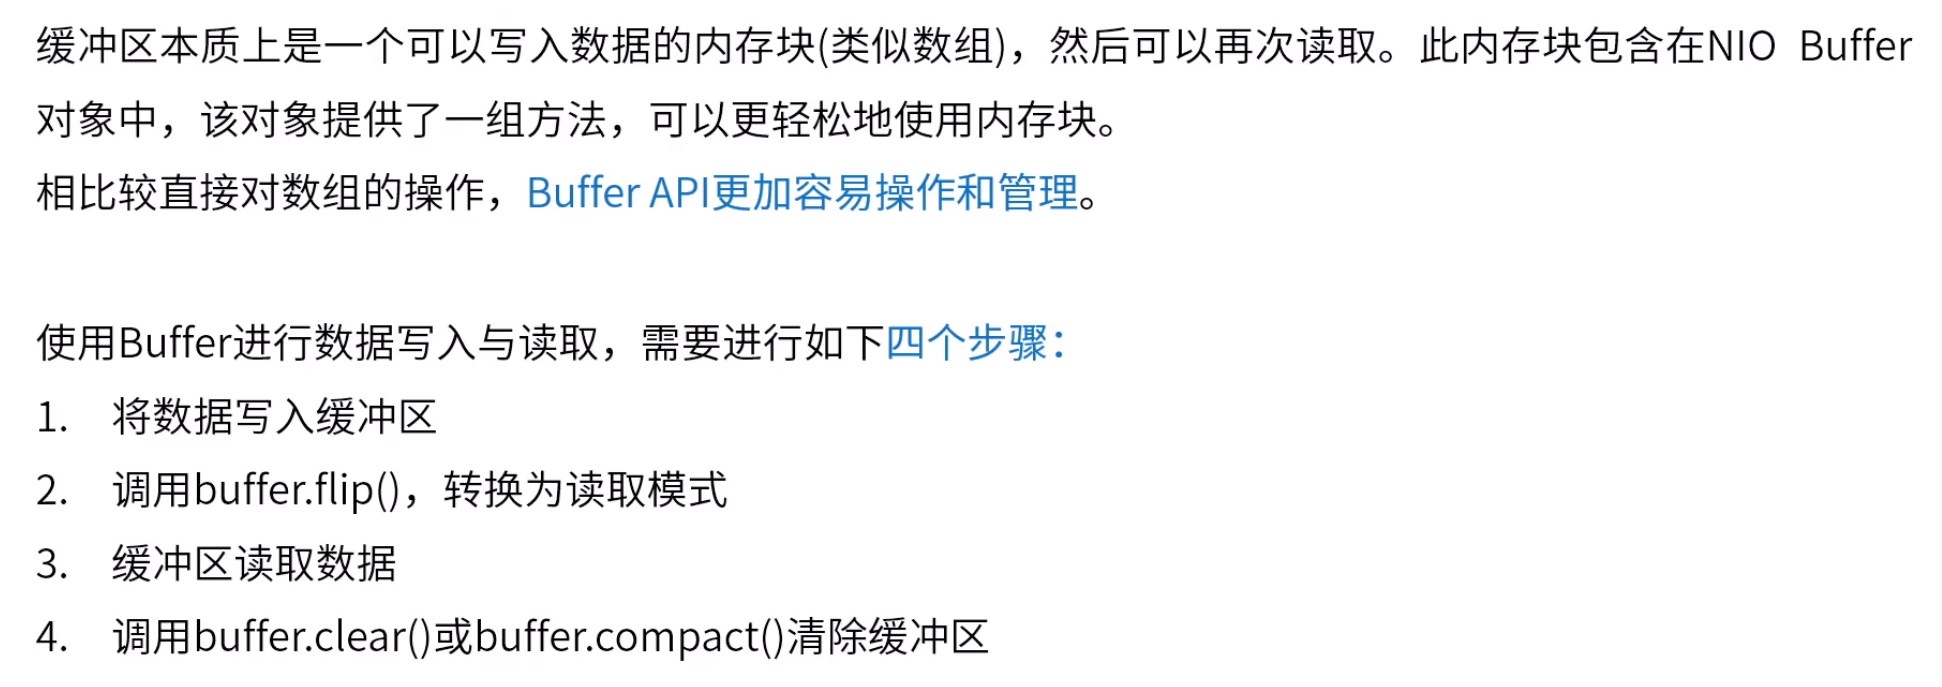 缓冲区本质上是一个可以写入数据的内存块(类似数组)，然后可以再次读取。此内存块包含在NIO Buffer
对象中，该对象提供了一组方法，可以更轻松地使用内存块。
相比较直接对数组的操作，Buffer API更加容易操作和管理。
使用Buffer进行数据写入与读取，需要进行如下四个步骤：
1. 将数据写入缓冲区
2. 调用buffer.flip()，转换为读取模式
3. 缓冲区读取数据
4. 调用buffer.clear()或buffer.compact()清除缓冲区